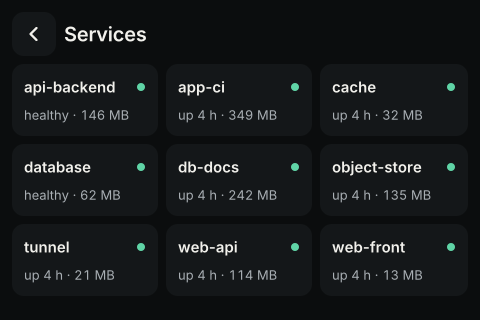 Services
api-backend
healthy · 146 MB
app-ci
up 4 h · 349 MB
cache
up 4 h · 32 MB
database
healthy · 62 MB
db-docs
up 4 h · 242 MB
object-store
up 4 h · 135 MB
tunnel
up 4 h · 21 MB
web-api
up 4 h · 114 MB
web-front
up 4 h · 13 MB